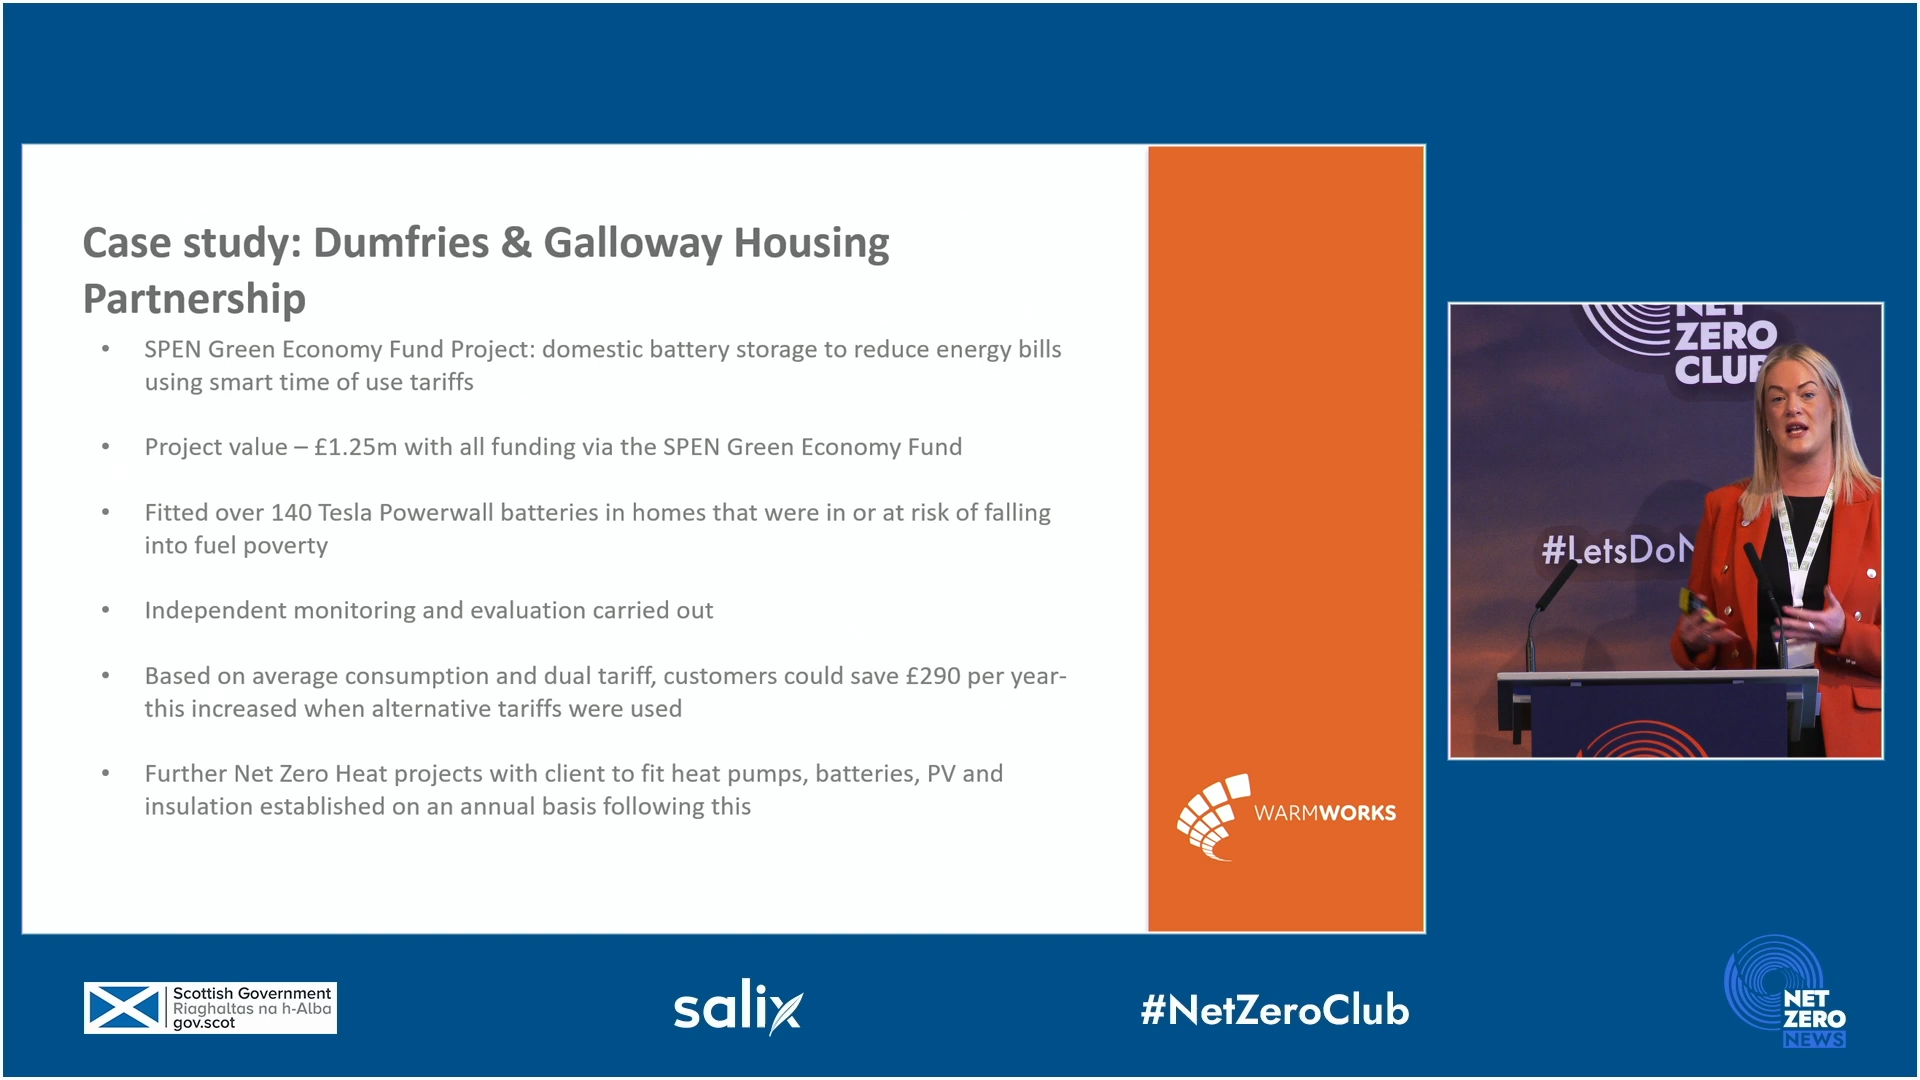 Case study: Dumfries & Galloway Housing
Partnership
• SPEN Green Economy Fund Project: domestic battery storage to reduce energy bills
using smart time of use tariffs
• Project value – £1.25m with all funding via the SPEN Green Economy Fund
• Fitted over 140 Tesla Powerwall batteries in homes that were in or at risk of falling
into fuel poverty
• Independent monitoring and evaluation carried out
• Based on average consumption and dual tariff, customers could save £290 per year-
this increased when alternative tariffs were used
• Further Net Zero Heat projects with client to fit heat pumps, batteries, PV and
insulation established on an annual basis following this
WARMWORKS
NET
ZERO
CLUB
#LetsDoN
Scottish Government
Riaghaltas na h-Alba
gov.scot
salix
#NetZeroClub
NET
ZERO
NEWS